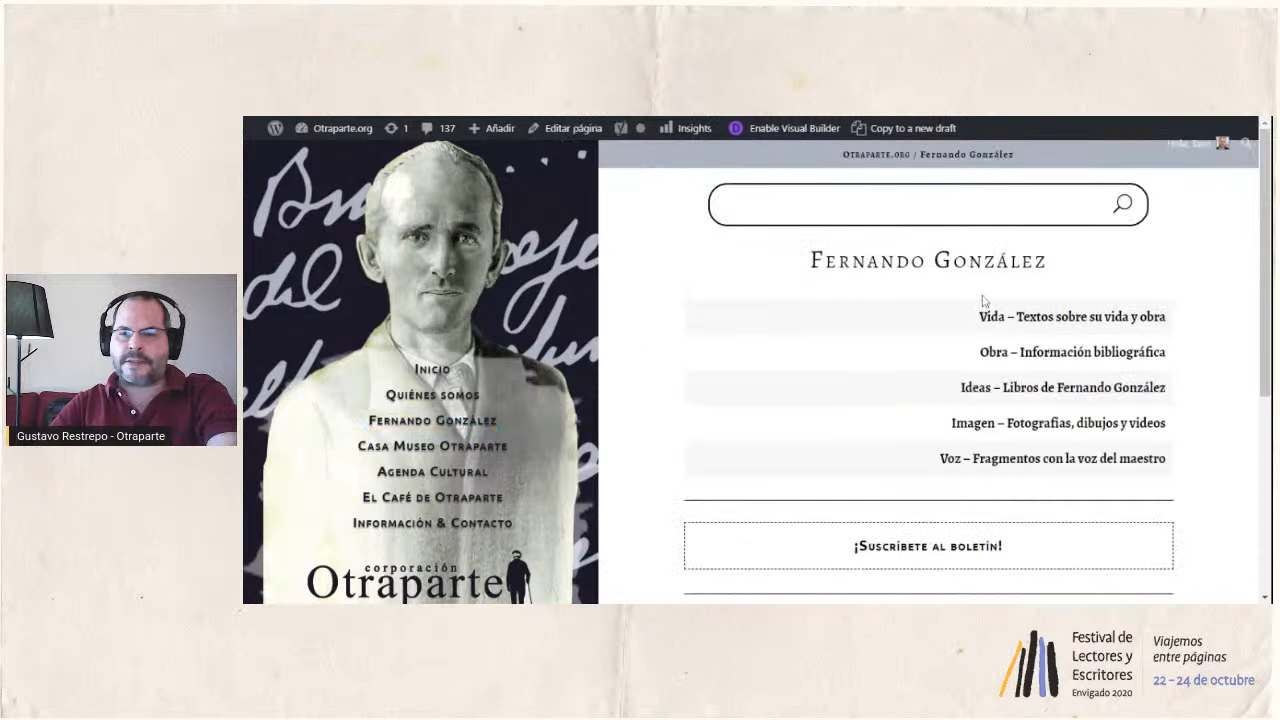 Otraparte.org
1
137
Añadir
Editar página
Insights
Enable Visual Builder
Copy to a new draft
Otraparte.org / Fernando González
Fernando González
Vida – Textos sobre su vida y obra
Obra – Información bibliográfica
Ideas – Libros de Fernando González
Imagen – Fotografías, dibujos y videos
Voz – Fragmentos con la voz del maestro
¡Suscríbete al boletín!
Inicio
Quiénes somos
Fernando González
Casa Museo Otraparte
Agenda Cultural
El Café de Otraparte
Información & Contacto
corporación
Otraparte
Gustavo Restrepo - Otraparte
Festival de
Lectores y
Escritores
Envigado 2020
Viajemos
entre páginas
22 – 24 de octubre